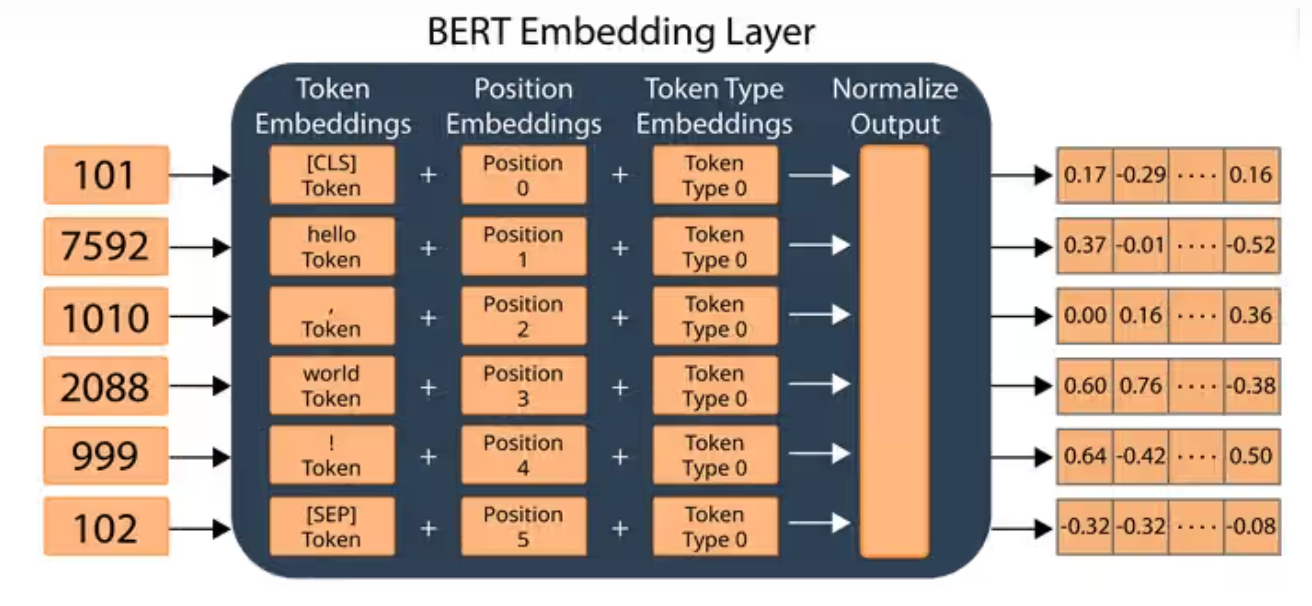 BERT Embedding Layer
Token Embeddings
Position Embeddings
Token Type Embeddings
Normalize Output
101
[CLS] Token
+
Position 0
+
Token Type 0
0.17 -0.29 ···· 0.16
7592
hello Token
+
Position 1
+
Token Type 0
0.37 -0.01 ···· -0.52
1010
, Token
+
Position 2
+
Token Type 0
0.00 0.16 ···· 0.36
2088
world Token
+
Position 3
+
Token Type 0
0.60 0.76 ···· -0.38
999
! Token
+
Position 4
+
Token Type 0
0.64 -0.42 ···· 0.50
102
[SEP] Token
+
Position 5
+
Token Type 0
-0.32 -0.32 ···· -0.08